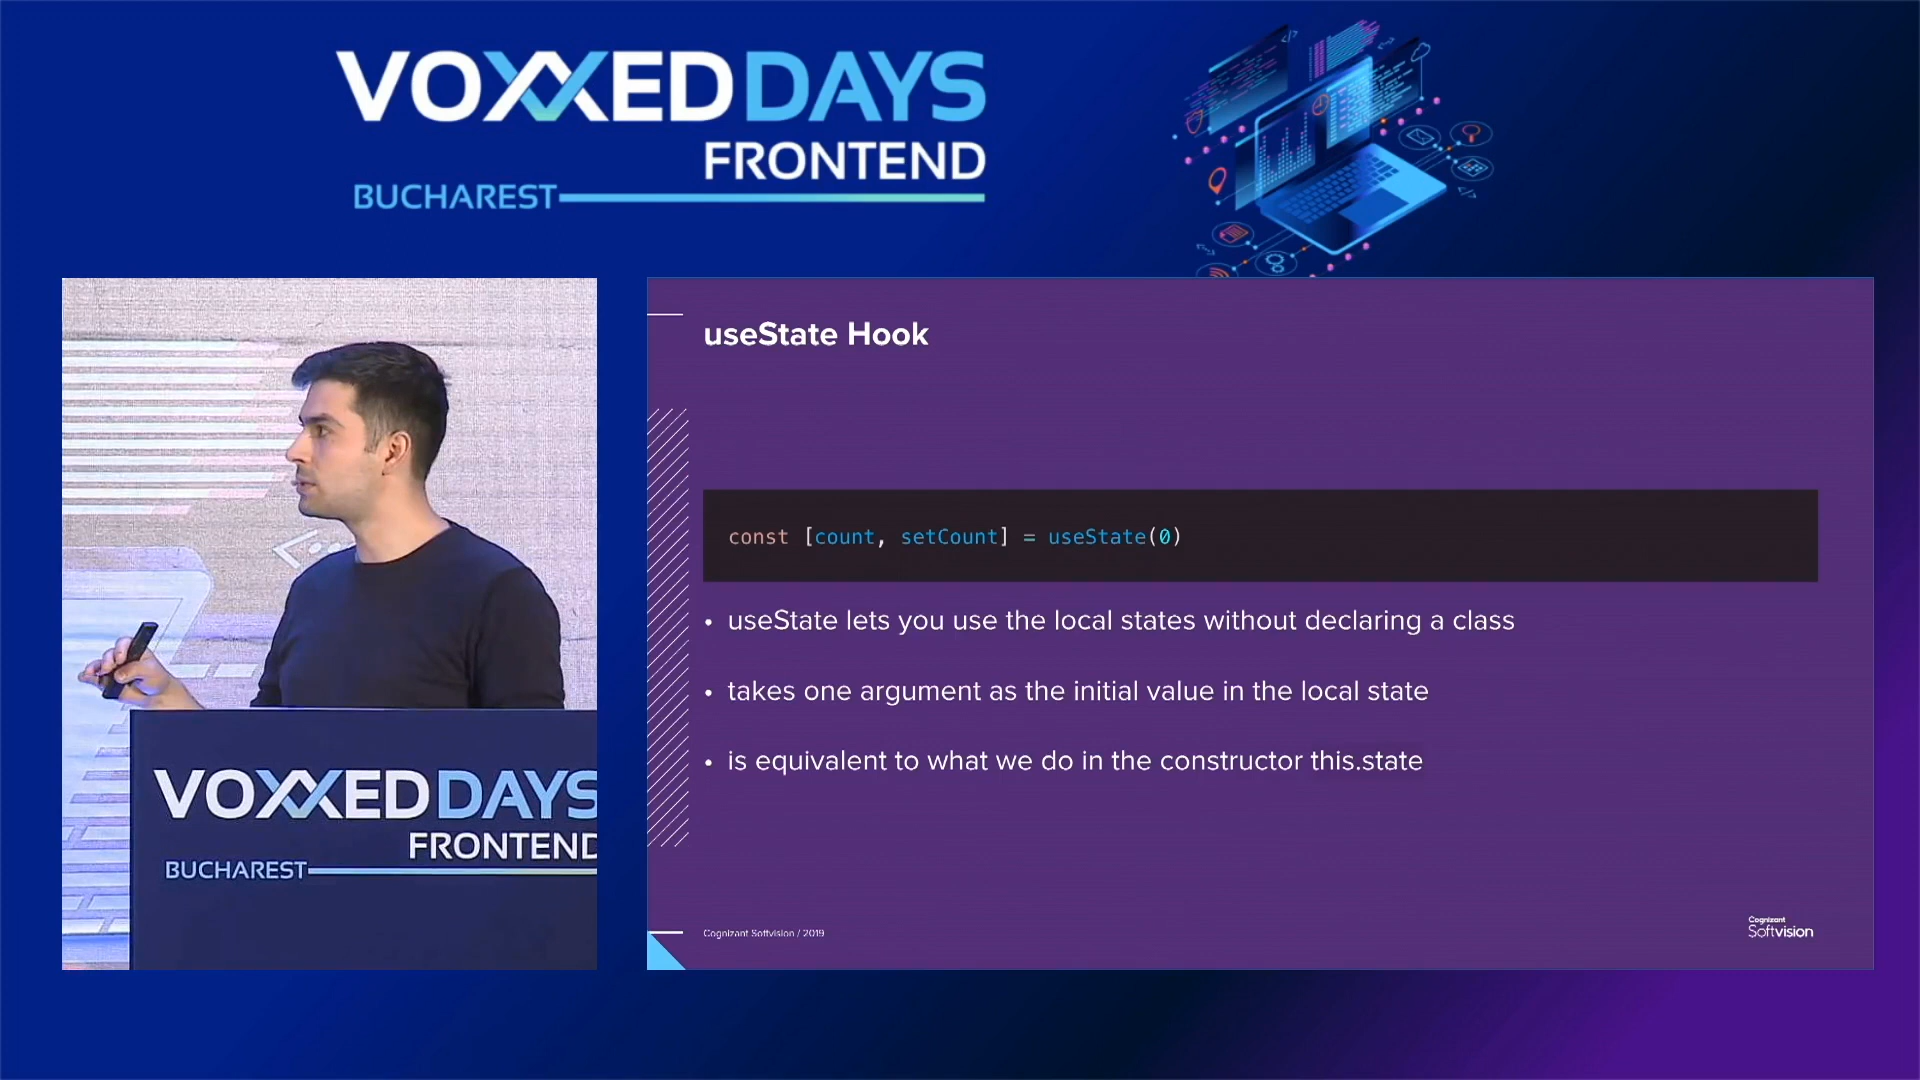 VOXXED DAYS
FRONTEND
BUCHAREST
useState Hook
const [count, setCount] = useState(0)
• useState lets you use the local states without declaring a class
• takes one argument as the initial value in the local state
• is equivalent to what we do in the constructor this.state
Cognizant Softvision / 2019
Cognizant
Softvision
VOXXED DAYS
FRONTEND
BUCHAREST